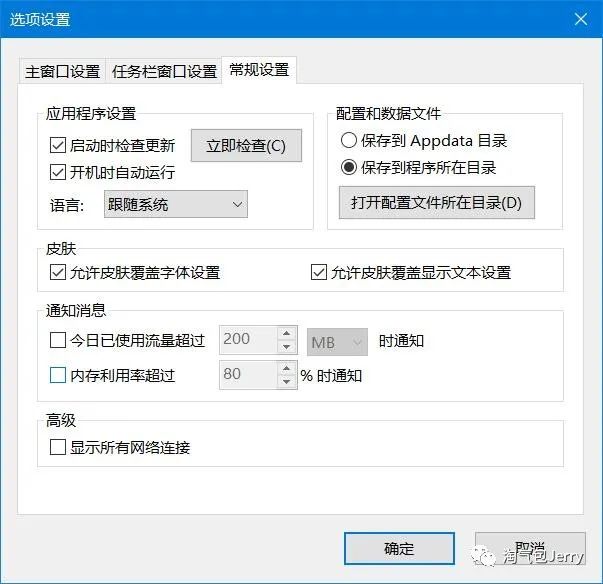 选项设置
主窗口设置 任务栏窗口设置 常规设置
应用程序设置
启动时检查更新 立即检查(C)
开机时自动运行
语言: 跟随系统
配置和数据文件
保存到 Appdata 目录
保存到程序所在目录
打开配置文件所在目录(D)
皮肤
允许皮肤覆盖字体设置 允许皮肤覆盖显示文本设置
通知消息
今日已使用流量超过 200 MB 时通知
内存利用率超过 80 % 时通知
高级
显示所有网络连接
确定 取消
淘气包Jerry